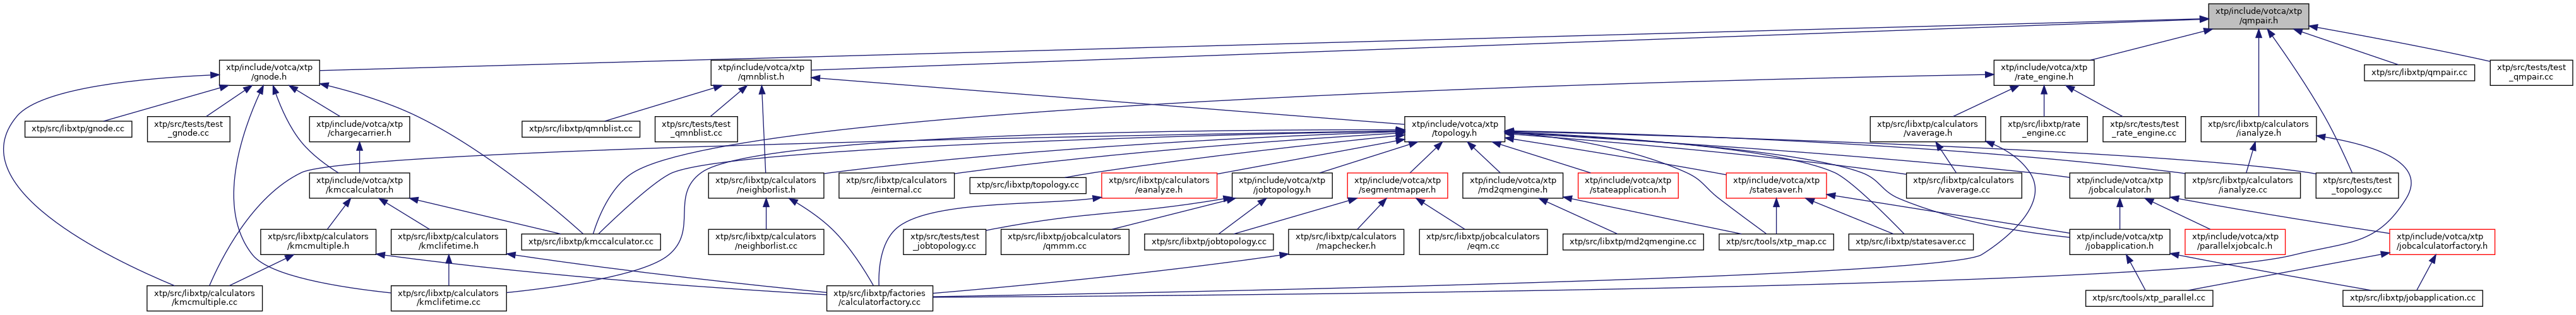 xtp/include/votca/xtp
/qmpair.h
xtp/include/votca/xtp
/gnode.h
xtp/include/votca/xtp
/qmnblist.h
xtp/include/votca/xtp
/rate_engine.h
xtp/src/libxtp/qmpair.cc
xtp/src/tests/test
_qmpair.cc
xtp/src/libxtp/gnode.cc
xtp/src/tests/test
_gnode.cc
xtp/include/votca/xtp
/chargecarrier.h
xtp/src/libxtp/qmnblist.cc
xtp/src/tests/test
_qmnblist.cc
xtp/include/votca/xtp
/topology.h
xtp/src/libxtp/calculators
/vaverage.h
xtp/src/libxtp/rate
_engine.cc
xtp/src/tests/test
_rate_engine.cc
xtp/src/libxtp/calculators
/ianalyze.h
xtp/include/votca/xtp
/kmccalculator.h
xtp/src/libxtp/calculators
/neighborlist.h
xtp/src/libxtp/calculators
/einternal.cc
xtp/src/libxtp/topology.cc
xtp/src/libxtp/calculators
/eanalyze.h
xtp/include/votca/xtp
/jobtopology.h
xtp/include/votca/xtp
/segmentmapper.h
xtp/include/votca/xtp
/md2qmengine.h
xtp/include/votca/xtp
/stateapplication.h
xtp/include/votca/xtp
/statesaver.h
xtp/src/libxtp/calculators
/vaverage.cc
xtp/include/votca/xtp
/jobcalculator.h
xtp/src/libxtp/calculators
/ianalyze.cc
xtp/src/tests/test
_topology.cc
xtp/src/libxtp/calculators
/kmcmultiple.h
xtp/src/libxtp/calculators
/kmclifetime.h
xtp/src/libxtp/kmccalculator.cc
xtp/src/libxtp/calculators
/neighborlist.cc
xtp/src/tests/test
_jobtopology.cc
xtp/src/libxtp/jobcalculators
/qmmm.cc
xtp/src/libxtp/jobtopology.cc
xtp/src/libxtp/calculators
/mapchecker.h
xtp/src/libxtp/jobcalculators
/eqm.cc
xtp/src/libxtp/md2qmengine.cc
xtp/src/tools/xtp_map.cc
xtp/src/libxtp/statesaver.cc
xtp/include/votca/xtp
/jobapplication.h
xtp/include/votca/xtp
/parallelxjobcalc.h
xtp/include/votca/xtp
/jobcalculatorfactory.h
xtp/src/libxtp/calculators
/kmcmultiple.cc
xtp/src/libxtp/calculators
/kmclifetime.cc
xtp/src/libxtp/factories
/calculatorfactory.cc
xtp/src/tools/xtp_parallel.cc
xtp/src/libxtp/jobapplication.cc